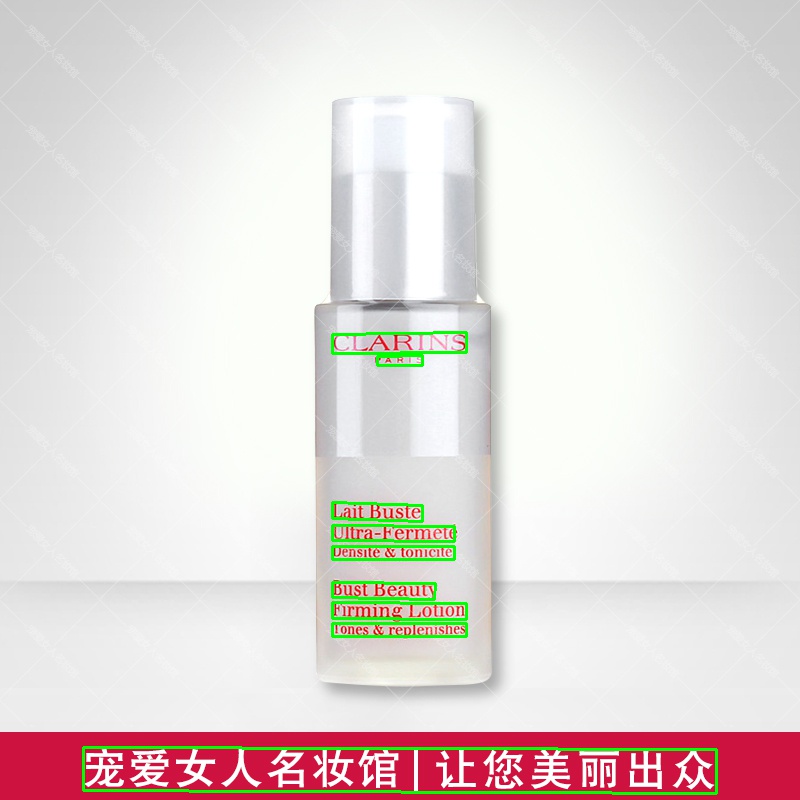 CLARINS
PARIS
Lait Buste
Ultra-Fermeté
Densité & tonicité
Bust Beauty
Firming Lotion
Tones & replenishes
宠爱女人名妆馆 | 让您美丽出众